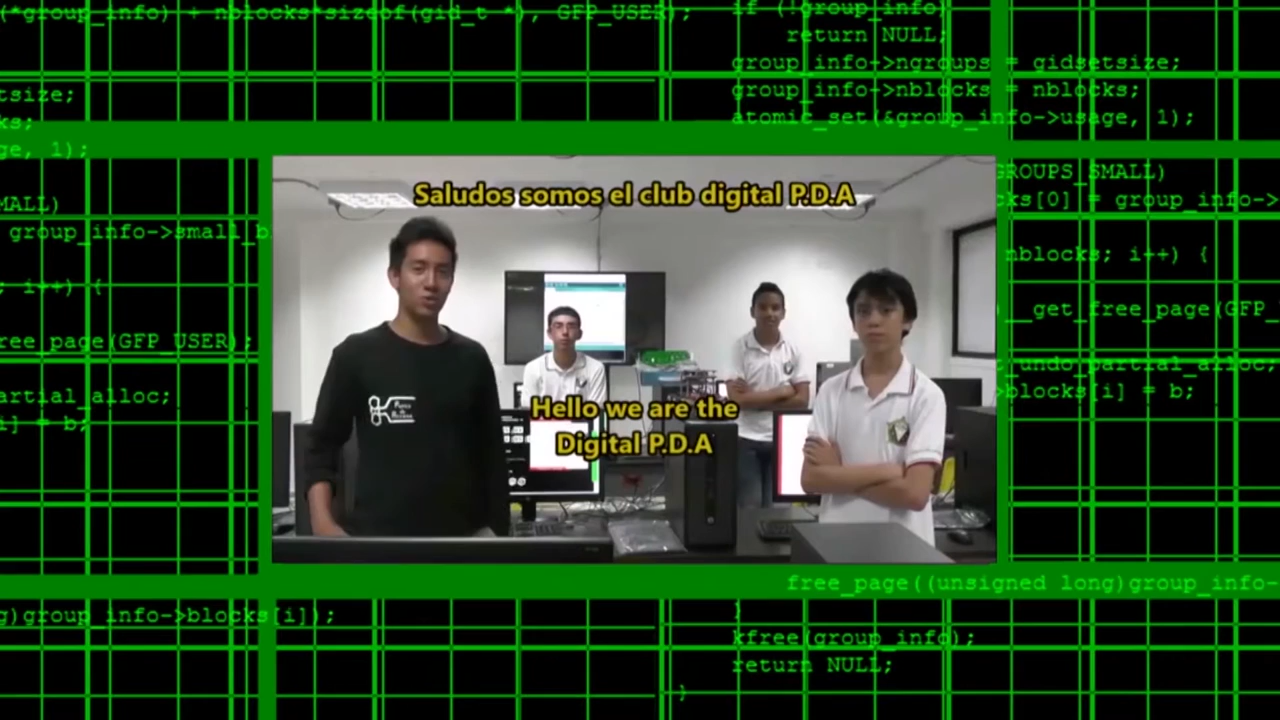 (*group_info) + nblocks*sizeof(gid_t *), GFP_USER);
if (!group_info)
return NULL;
group_info->ngroups = gidsetsize;
group_info->nblocks = nblocks;
atomic_set(&group_info->usage, 1);
tsize;
ks;
ge, 1);
GROUPS_SMALL)
cks[0] = group_info->
MALL)
group_info->small_b
nblocks; i++) {
; i++) {
__get_free_page(GFP_
ree_page(GFP_USER);
_undo_partial_alloc;
>blocks[i] = b;
artial_alloc;
i] = b;
Saludos somos el club digital P.D.A
Hello we are the
Digital P.D.A
free_page((unsigned long)group_info-
g)group_info->blocks[i]);
}
kfree(group_info);
return NULL;
}